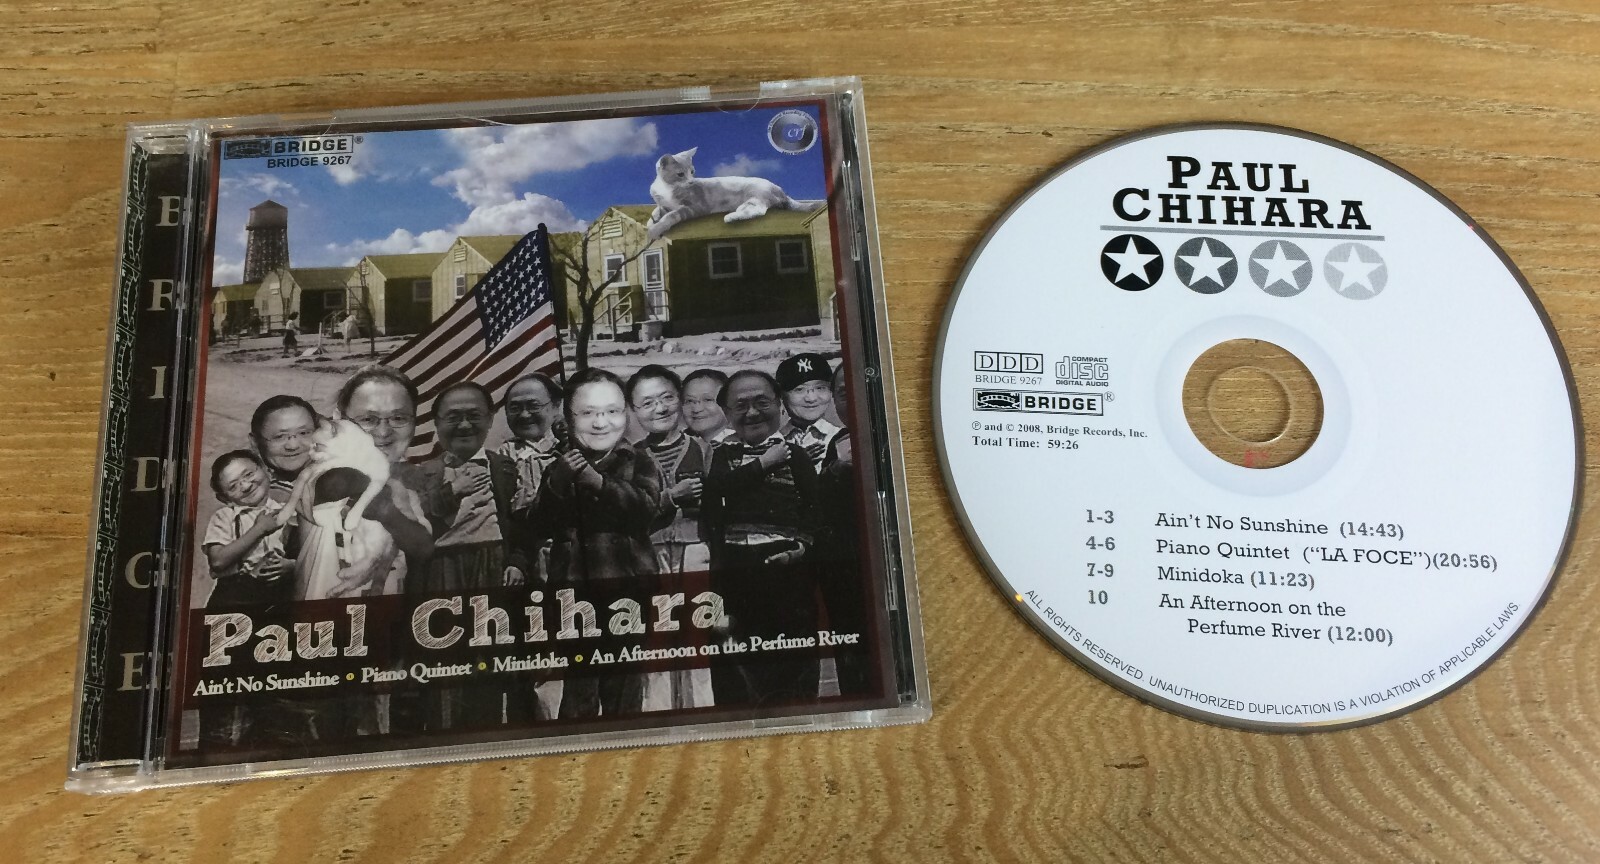 BRIDGE
BRIDGE®
BRIDGE 9267
NY
Paul Chihara
Ain't No Sunshine • Piano Quintet • Minidoka • An Afternoon on the Perfume River
PAUL
CHIHARA
DDD
BRIDGE 9267
COMPACT
disc
DIGITAL AUDIO
BRIDGE®
℗ and © 2008, Bridge Records, Inc.
Total Time: 59:26
1-3 Ain't No Sunshine (14:43)
4-6 Piano Quintet ("LA FOCE")(20:56)
7-9 Minidoka (11:23)
10 An Afternoon on the
Perfume River (12:00)
ALL RIGHTS RESERVED. UNAUTHORIZED DUPLICATION IS A VIOLATION OF APPLICABLE LAWS